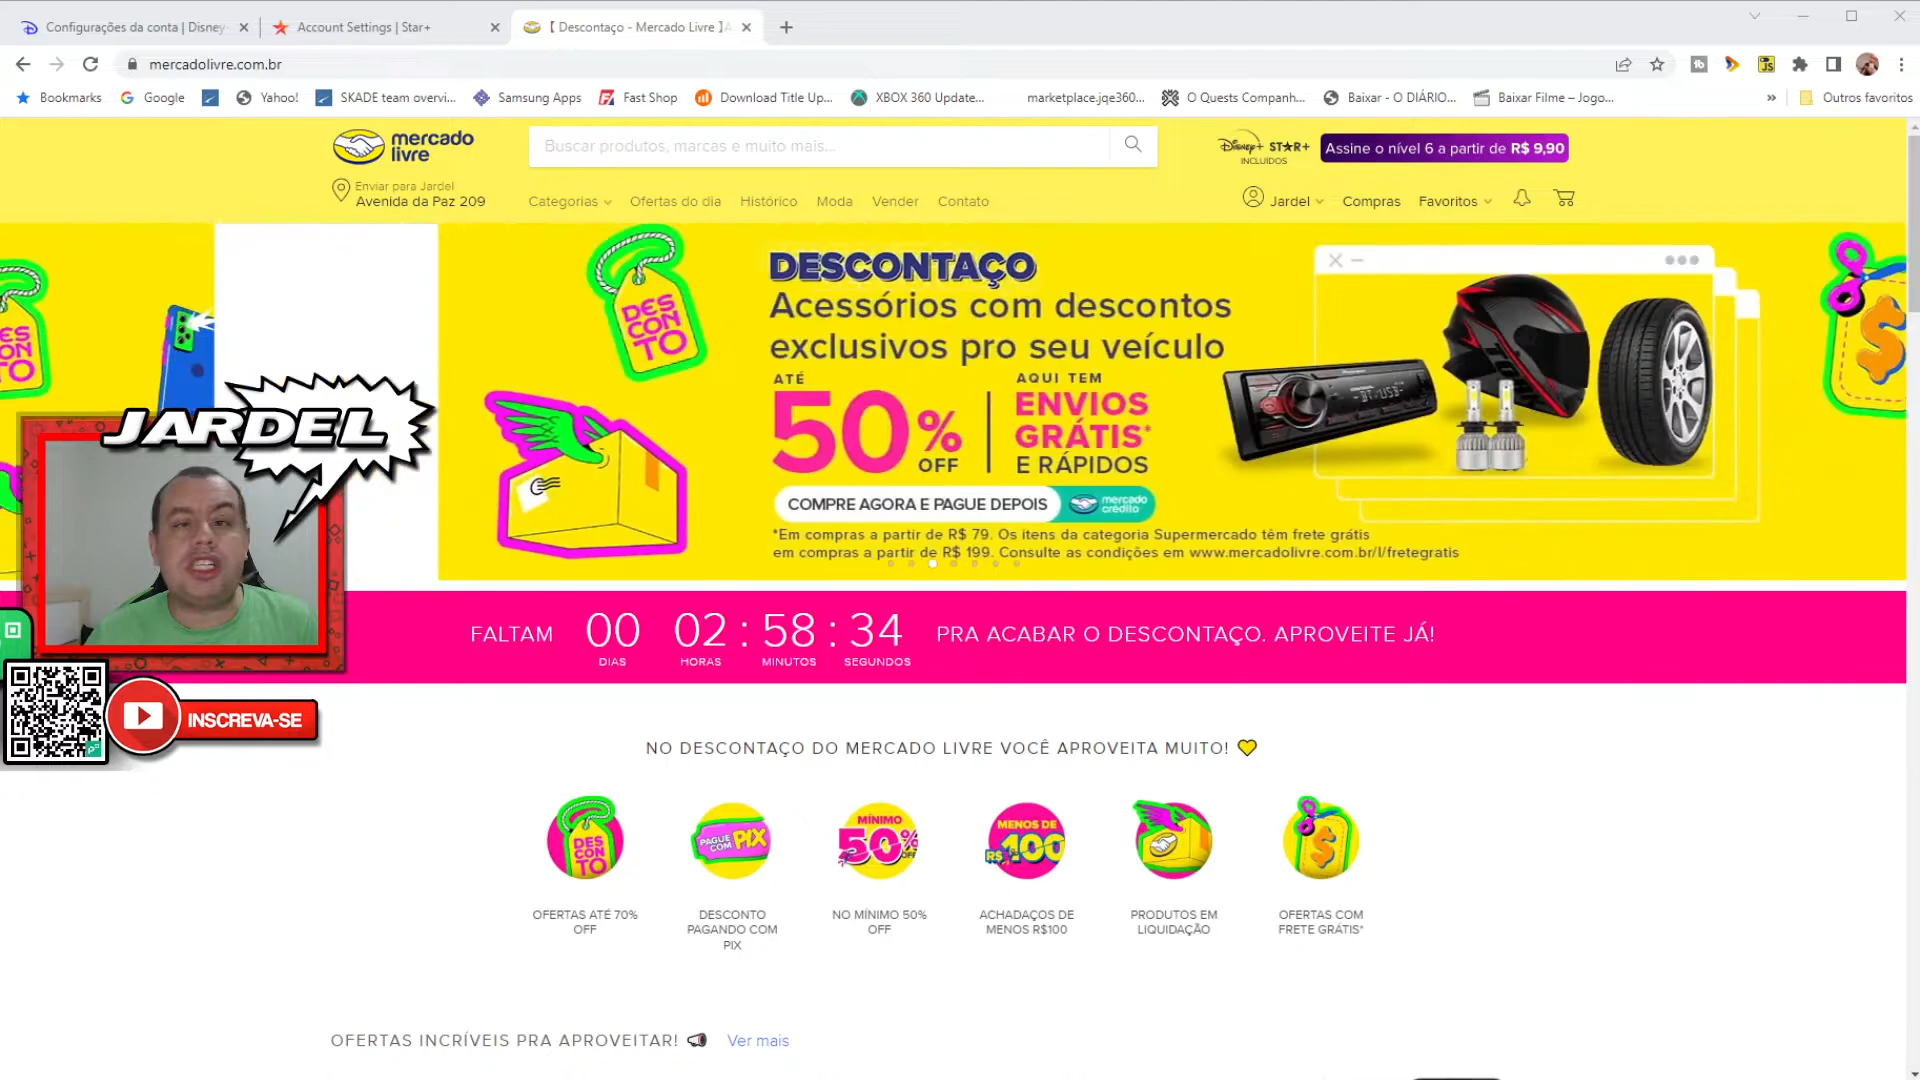 Configurações da conta | Disney
Account Settings | Star+
【 Descontaço - Mercado Livre 】A
mercadolivre.com.br
Bookmarks
Google
Yahoo!
SKADE team overvi...
Samsung Apps
Fast Shop
Download Title Up...
XBOX 360 Update...
marketplace.jqe360...
O Quests Companh...
Baixar - O DIÁRIO...
Baixar Filme – Jogo...
»
Outros favoritos
mercado
livre
Buscar produtos, marcas e muito mais...
Disney+ STAR+
INCLUÍDOS
Assine o nível 6 a partir de R$ 9,90
Enviar para Jardel
Avenida da Paz 209
Categorias
Ofertas do dia
Histórico
Moda
Vender
Contato
Jardel
Compras
Favoritos
DES
CON
TO
DESCONTAÇO
Acessórios com descontos
exclusivos pro seu veículo
ATÉ
50%
OFF
AQUI TEM
ENVIOS
GRÁTIS*
E RÁPIDOS
BT/USB
COMPRE AGORA E PAGUE DEPOIS
mercado
crédito
*Em compras a partir de R$ 79. Os itens da categoria Supermercado têm frete grátis
em compras a partir de R$ 199. Consulte as condições em www.mercadolivre.com.br/l/fretegratis
JARDEL
INSCREVA-SE
FALTAM
00
02 : 58 : 34
DIAS
HORAS
MINUTOS
SEGUNDOS
PRA ACABAR O DESCONTAÇO. APROVEITE JÁ!
NO DESCONTAÇO DO MERCADO LIVRE VOCÊ APROVEITA MUITO!
DES
CON
TO
PAGUE
COM PIX
MÍNIMO
50%
OFF
MENOS DE
R$100
OFERTAS ATÉ 70%
OFF
DESCONTO
PAGANDO COM
PIX
NO MÍNIMO 50%
OFF
ACHADAÇOS DE
MENOS R$100
PRODUTOS EM
LIQUIDAÇÃO
OFERTAS COM
FRETE GRÁTIS*
OFERTAS INCRÍVEIS PRA APROVEITAR!
Ver mais